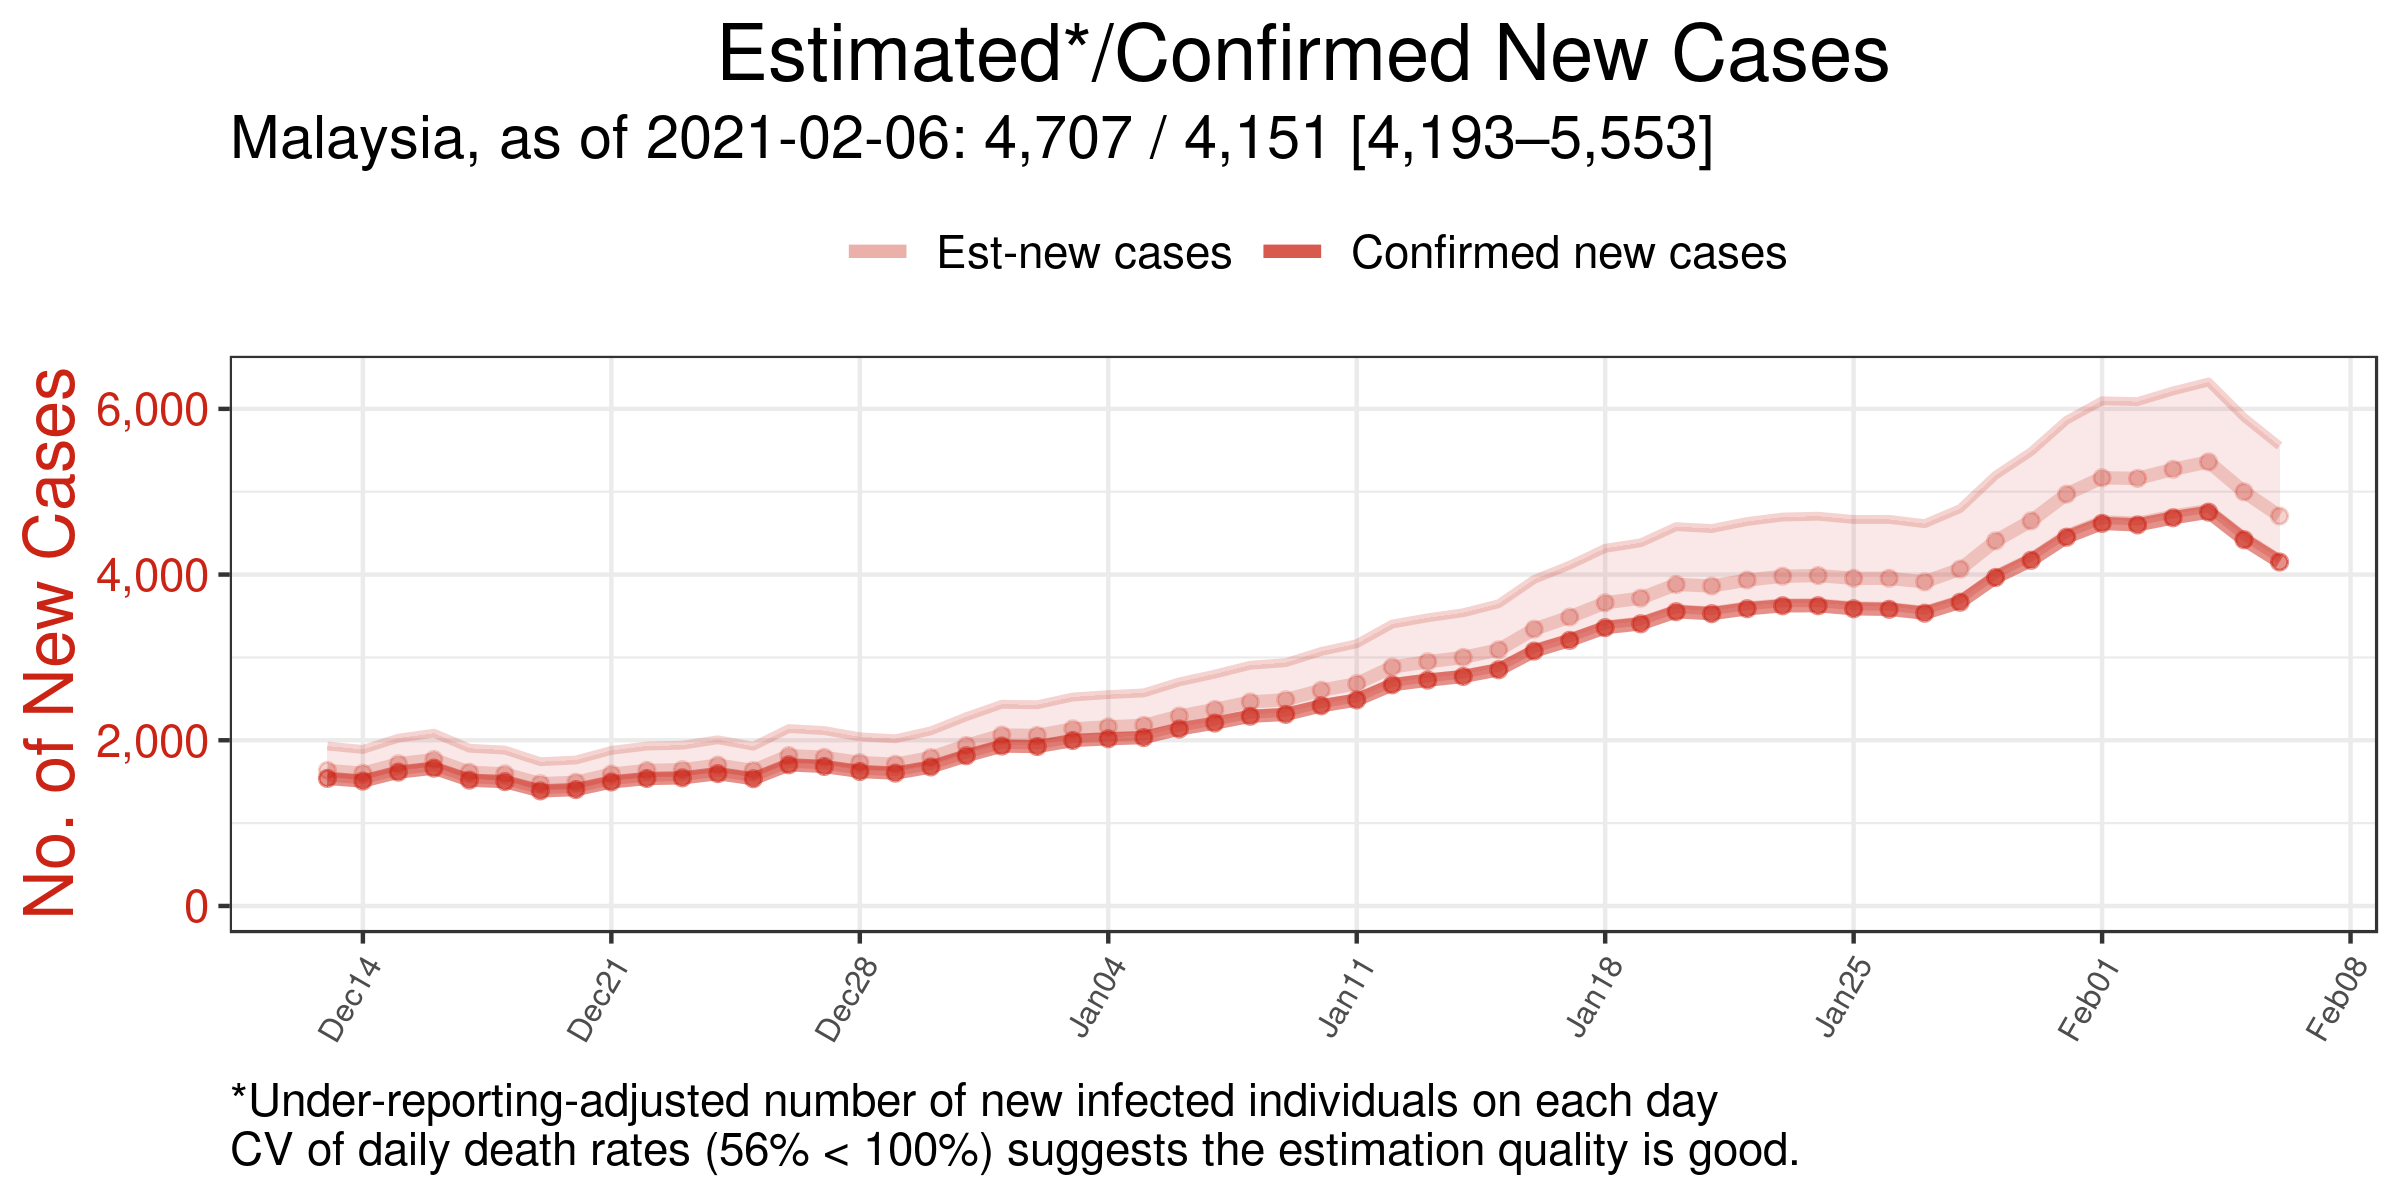 Estimated*/Confirmed New Cases
Malaysia, as of 2021-02-06: 4,707 / 4,151 [4,193–5,553]
Est-new cases
Confirmed new cases
No. of New Cases
6,000
4,000
2,000
0
Dec14
Dec21
Dec28
Jan04
Jan11
Jan18
Jan25
Feb01
Feb08
*Under-reporting-adjusted number of new infected individuals on each day
CV of daily death rates (56% < 100%) suggests the estimation quality is good.